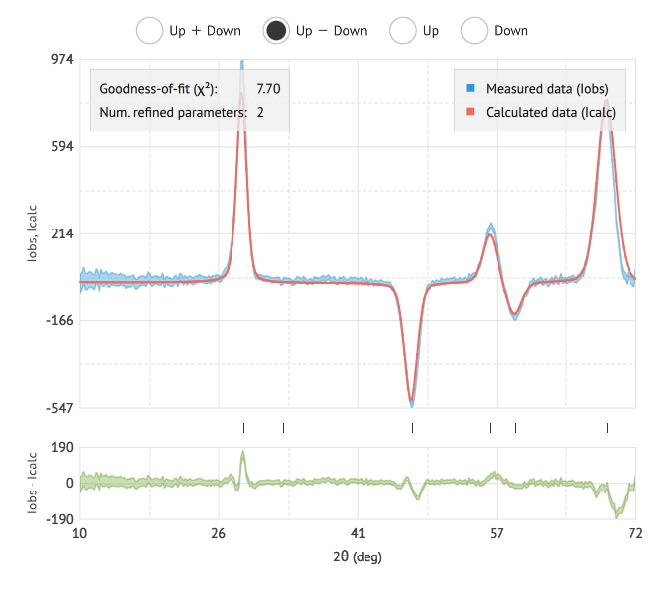 Up + Down Up − Down Up Down
974
Goodness-of-fit (χ²): 7.70
Num. refined parameters: 2
Measured data (Iobs)
Calculated data (Icalc)
594
214
-166
-547
Iobs, Icalc
190
0
-190
Iobs - Icalc
10 26 41 57 72
2θ (deg)